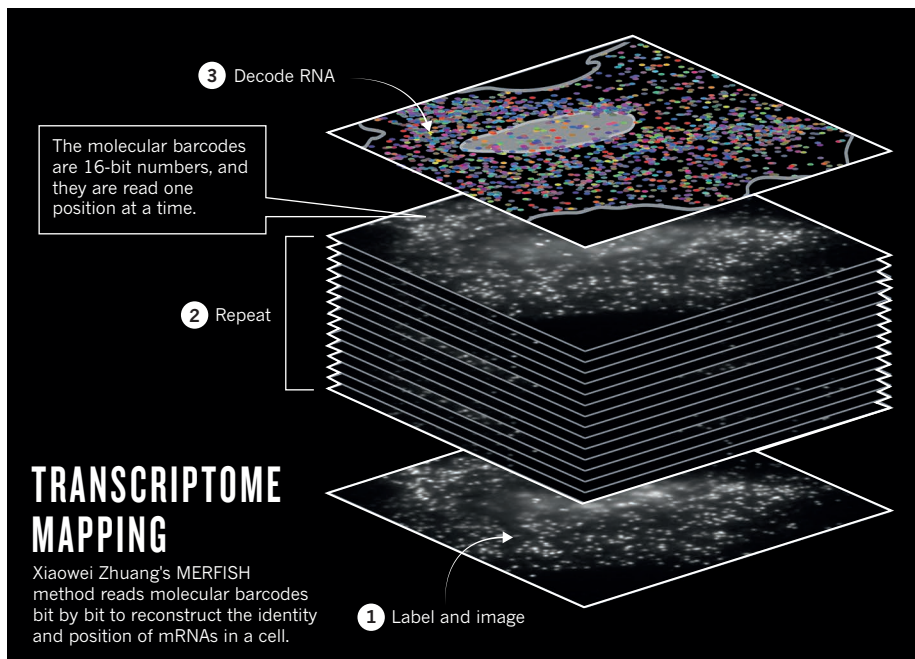 3 Decode RNA
The molecular barcodes
are 16-bit numbers, and
they are read one
position at a time.
2 Repeat
TRANSCRIPTOME
MAPPING
Xiaowei Zhuang's MERFISH
method reads molecular barcodes
bit by bit to reconstruct the identity
and position of mRNAs in a cell.
1 Label and image